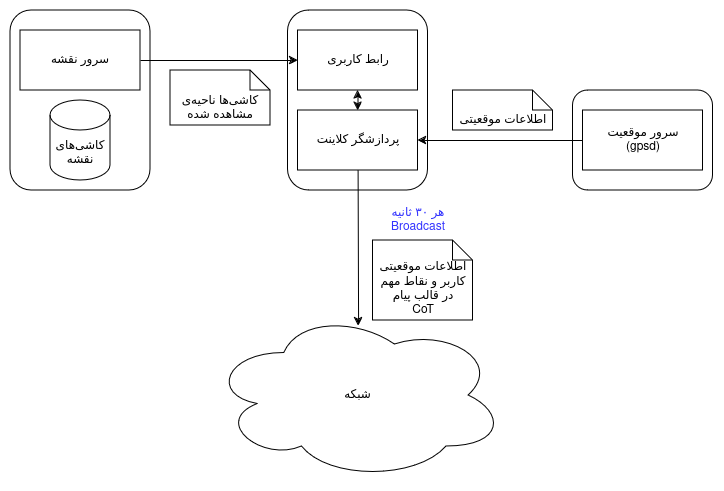 سرور نقشه
کاشی‌های
نقشه
کاشی‌ها ناحیه‌ی
مشاهده شده
رابط کاربری
پردازشگر کلاینت
اطلاعات موقعیتی
سرور موقعیت
(gpsd)
هر ۳۰ ثانیه
Broadcast
اطلاعات موقعیتی
کاربر و نقاط مهم
در قالب پیام
CoT
شبکه